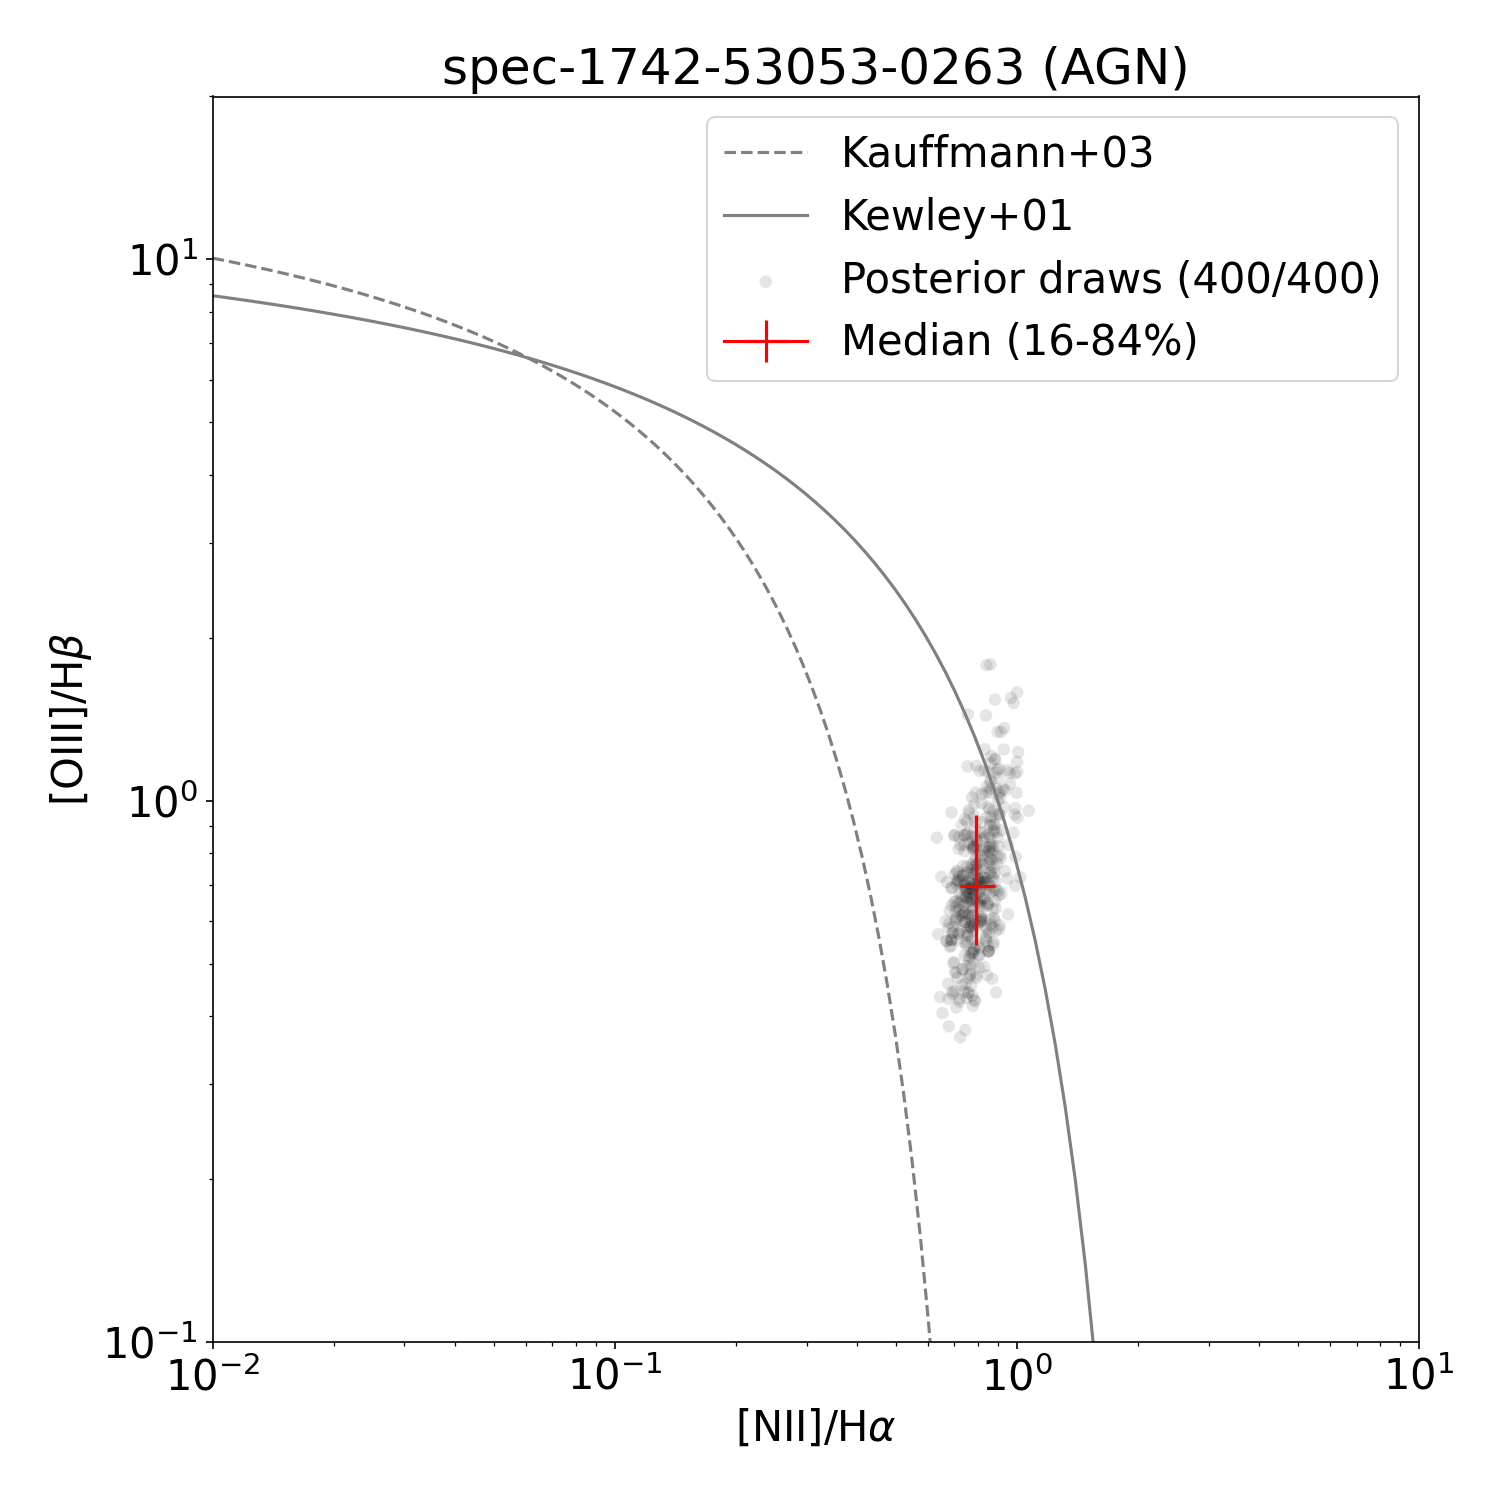 spec-1742-53053-0263 (AGN)
Kauffmann+03
Kewley+01
Posterior draws (400/400)
Median (16-84%)
10¹
10⁰
10⁻¹
[OIII]/Hβ
10⁻² 10⁻¹ 10⁰ 10¹
[NII]/Hα